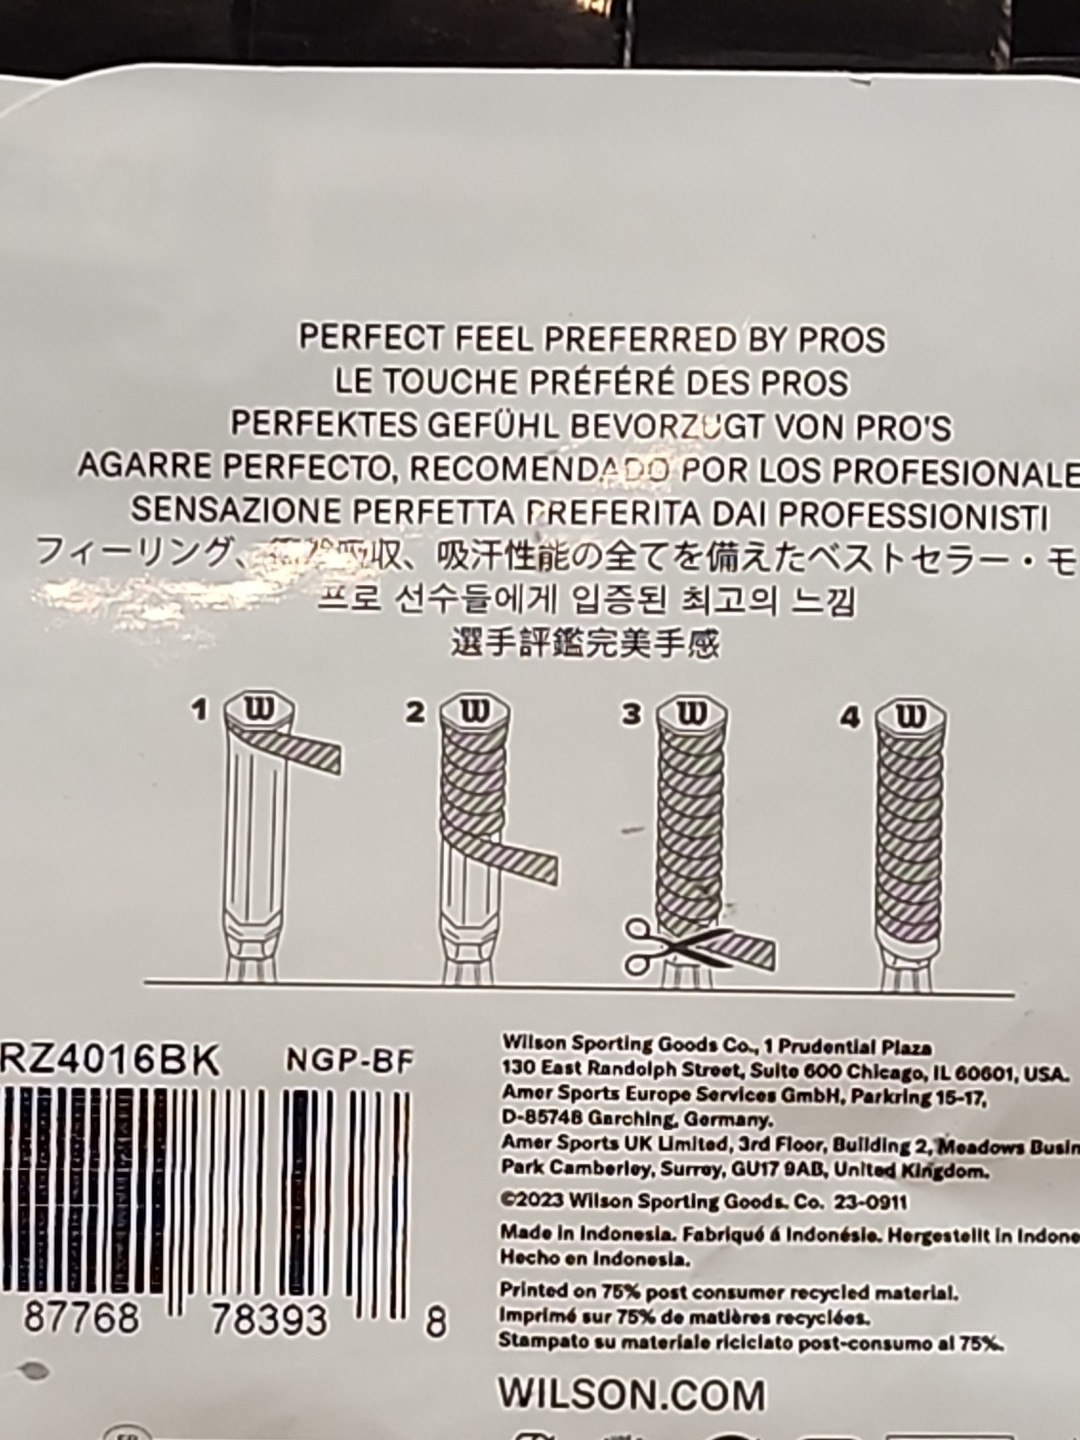 PERFECT FEEL PREFERRED BY PROS
LE TOUCHE PRÉFÉRÉ DES PROS
PERFEKTES GEFÜHL BEVORZUGT VON PRO'S
AGARRE PERFECTO, RECOMENDADO POR LOS PROFESIONALE
SENSAZIONE PERFETTA PREFERITA DAI PROFESSIONISTI
フィーリング、吸収、吸汗性能の全てを備えたベストセラー・モ
프로 선수들에게 입증된 최고의 느낌
選手評鑑完美手感
1 W 2 W 3 W 4 W
RZ4016BK NGP-BF
87768 78393 8
Wilson Sporting Goods Co., 1 Prudential Plaza
130 East Randolph Street, Suite 600 Chicago, IL 60601, USA.
Amer Sports Europe Services GmbH, Parkring 15-17,
D-85748 Garching, Germany.
Amer Sports UK Limited, 3rd Floor, Building 2, Meadows Busin
Park Camberley, Surrey, GU17 9AB, United Kingdom.
©2023 Wilson Sporting Goods. Co. 23-0911
Made in Indonesia. Fabriqué á Indonésie. Hergestellt in Indone
Hecho en Indonesia.
Printed on 75% post consumer recycled material.
Imprimé sur 75% de matières recyclées.
Stampato su materiale riciclato post-consumo al 75%.
WILSON.COM